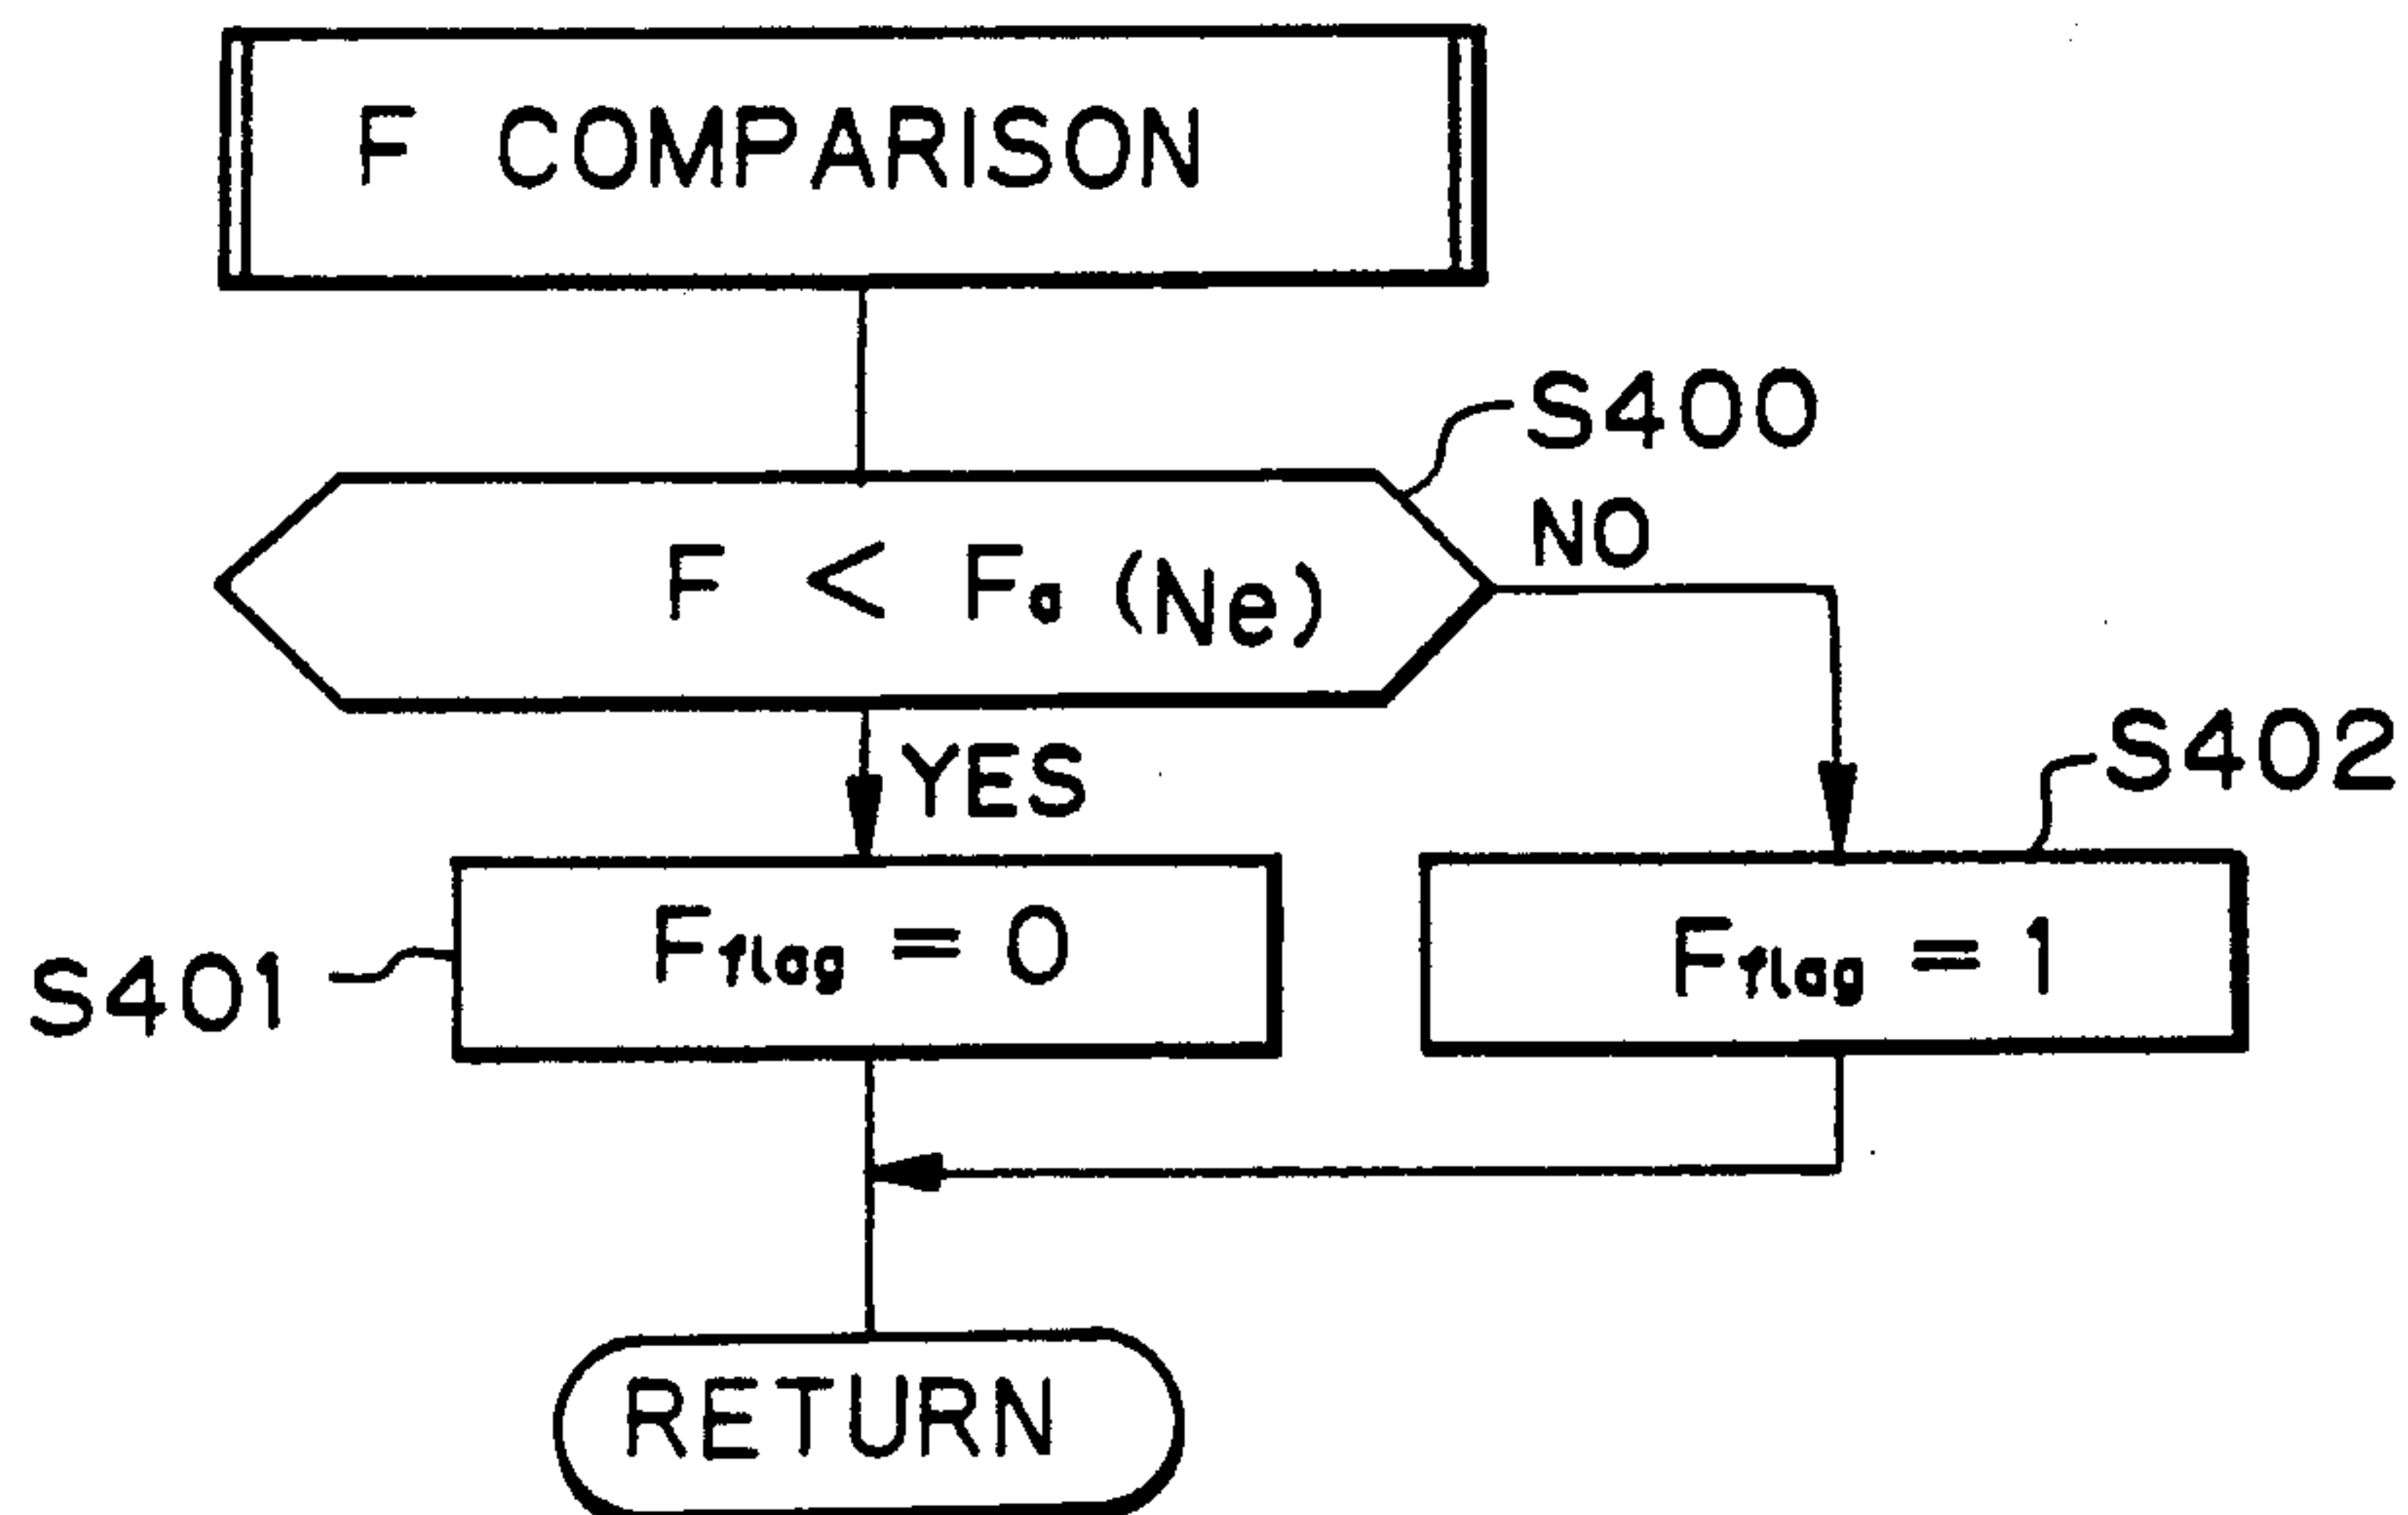 F COMPARISON
S400
F < Fa (Ne)
NO
YES
S402
Fflag = 0
Fflag = 1
S401
RETURN